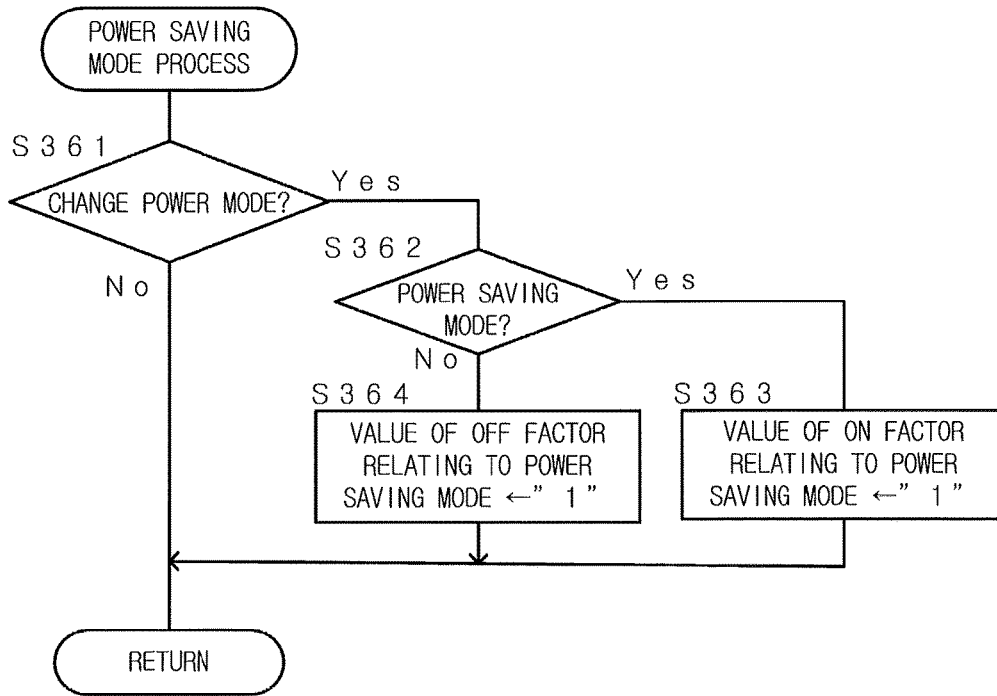 POWER SAVING
MODE PROCESS
S361
CHANGE POWER MODE?
Yes
No
S362
POWER SAVING
MODE?
Yes
No
S364
VALUE OF OFF FACTOR
RELATING TO POWER
SAVING MODE ←” 1”
S363
VALUE OF ON FACTOR
RELATING TO POWER
SAVING MODE ←” 1”
RETURN